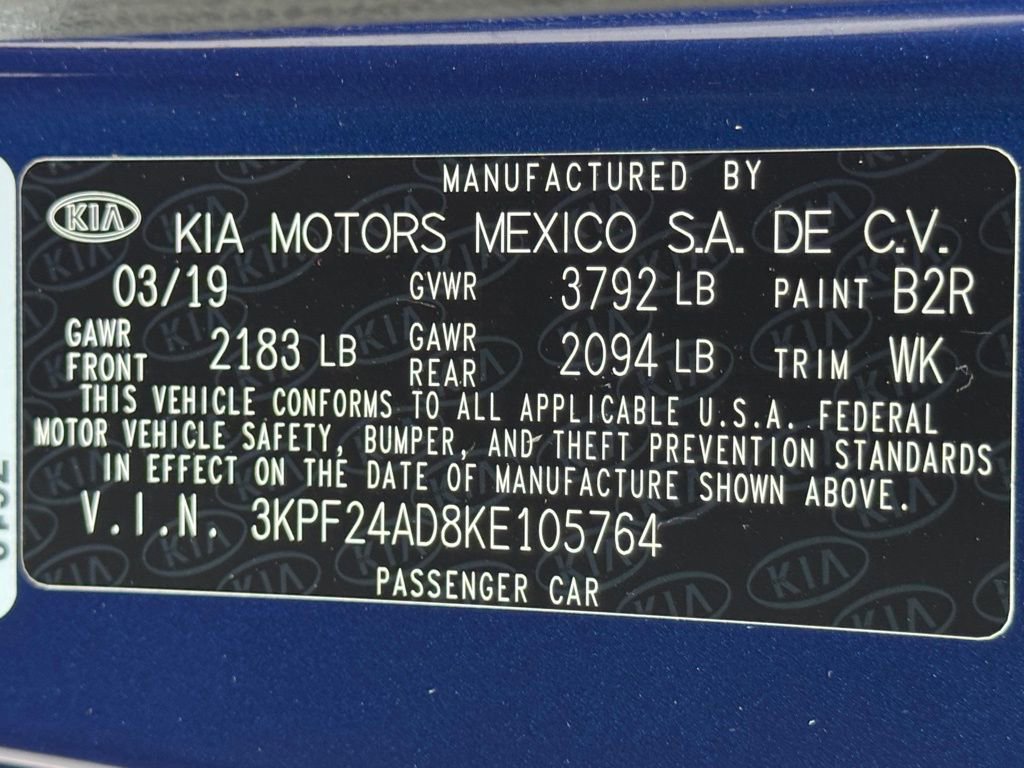 MANUFACTURED BY
KIA KIA MOTORS MEXICO S.A. DE C.V.
03/19 GVWR 3792 LB PAINT B2R
GAWR FRONT 2183 LB GAWR REAR 2094 LB TRIM WK
THIS VEHICLE CONFORMS TO ALL APPLICABLE U.S.A. FEDERAL
MOTOR VEHICLE SAFETY, BUMPER, AND THEFT PREVENTION STANDARDS
IN EFFECT ON THE DATE OF MANUFACTURE SHOWN ABOVE.
V.I.N. 3KPF24AD8KE105764
PASSENGER CAR